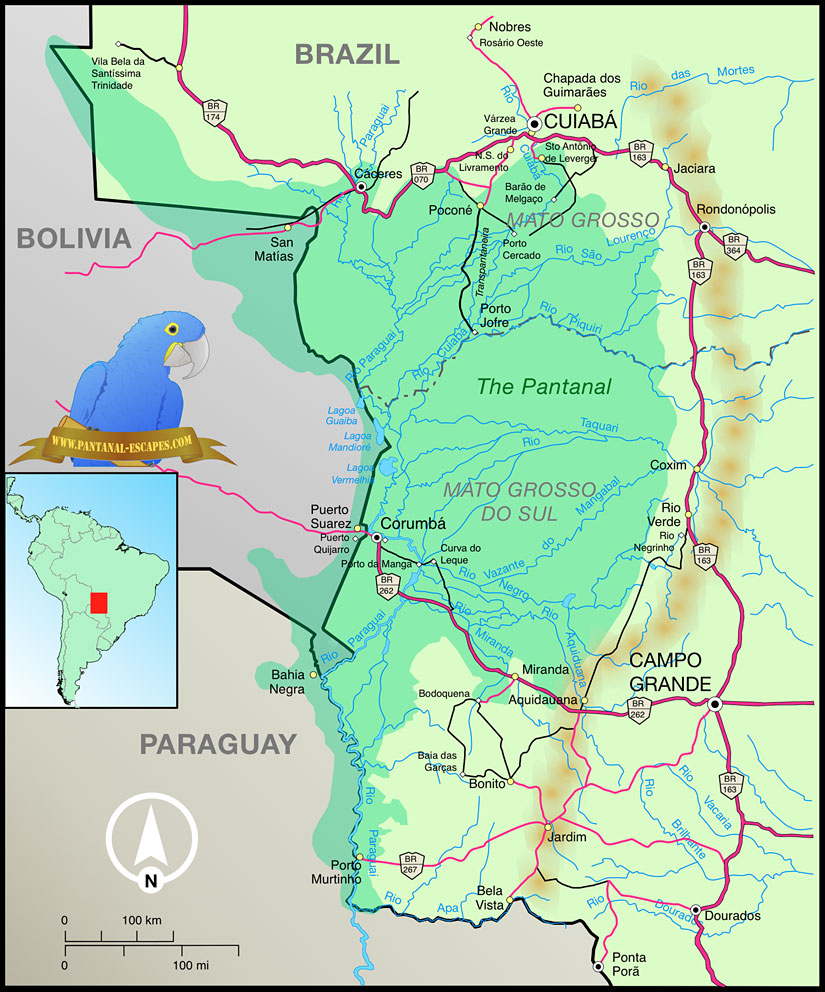 Nobres
Rosário Oeste
BRAZIL
Vila Bela da
Santíssima
Trinidade
Rio das Mortes
Chapada dos
Guimarães
Rio
BR
174
Paraguai
Várzea
Grande
CUIABÁ
Cuiabá
Sto Antônio
de Leverger
BR
163
N.S. do
Livramento
Jaciara
Cáceres
BR
070
Barão de
Melgaço
Poconé
MATO GROSSO
Rondonópolis
BOLIVIA
San
Matías
Porto
Cercado
Rio São Lourenço
BR
364
BR
163
Transpantaneira
Porto
Jofre
Rio Piquiri
Rio Paraguai
Rio Cuiabá
The Pantanal
Lagoa
Guaiba
Lagoa
Mandioré
Lagoa
Vermelha
WWW.PANTANAL-ESCAPES.COM
Rio Taquari
Coxim
MATO GROSSO
DO SUL
Puerto
Suarez
Corumbá
Puerto
Quijarro
Rio
Verde
Rio
Negrinho
Porto da Manga
Curva do
Leque
Rio Vazante do Mangabal
BR
163
BR
262
Rio Negro
Rio Miranda
Rio Aquiduana
Rio Paraguai
Bahia
Negra
Miranda
CAMPO
GRANDE
Bodoquena
Aquidauana
BR
262
PARAGUAY
Baia das
Garças
Bonito
BR
163
Rio Paraguai
Rio Brilhante
Rio Vacaria
Jardim
Porto
Murtinho
BR
267
N
Rio Apa
Bela
Vista
Rio Dourados
Dourados
0 100 km
0 100 mi
Ponta
Porã